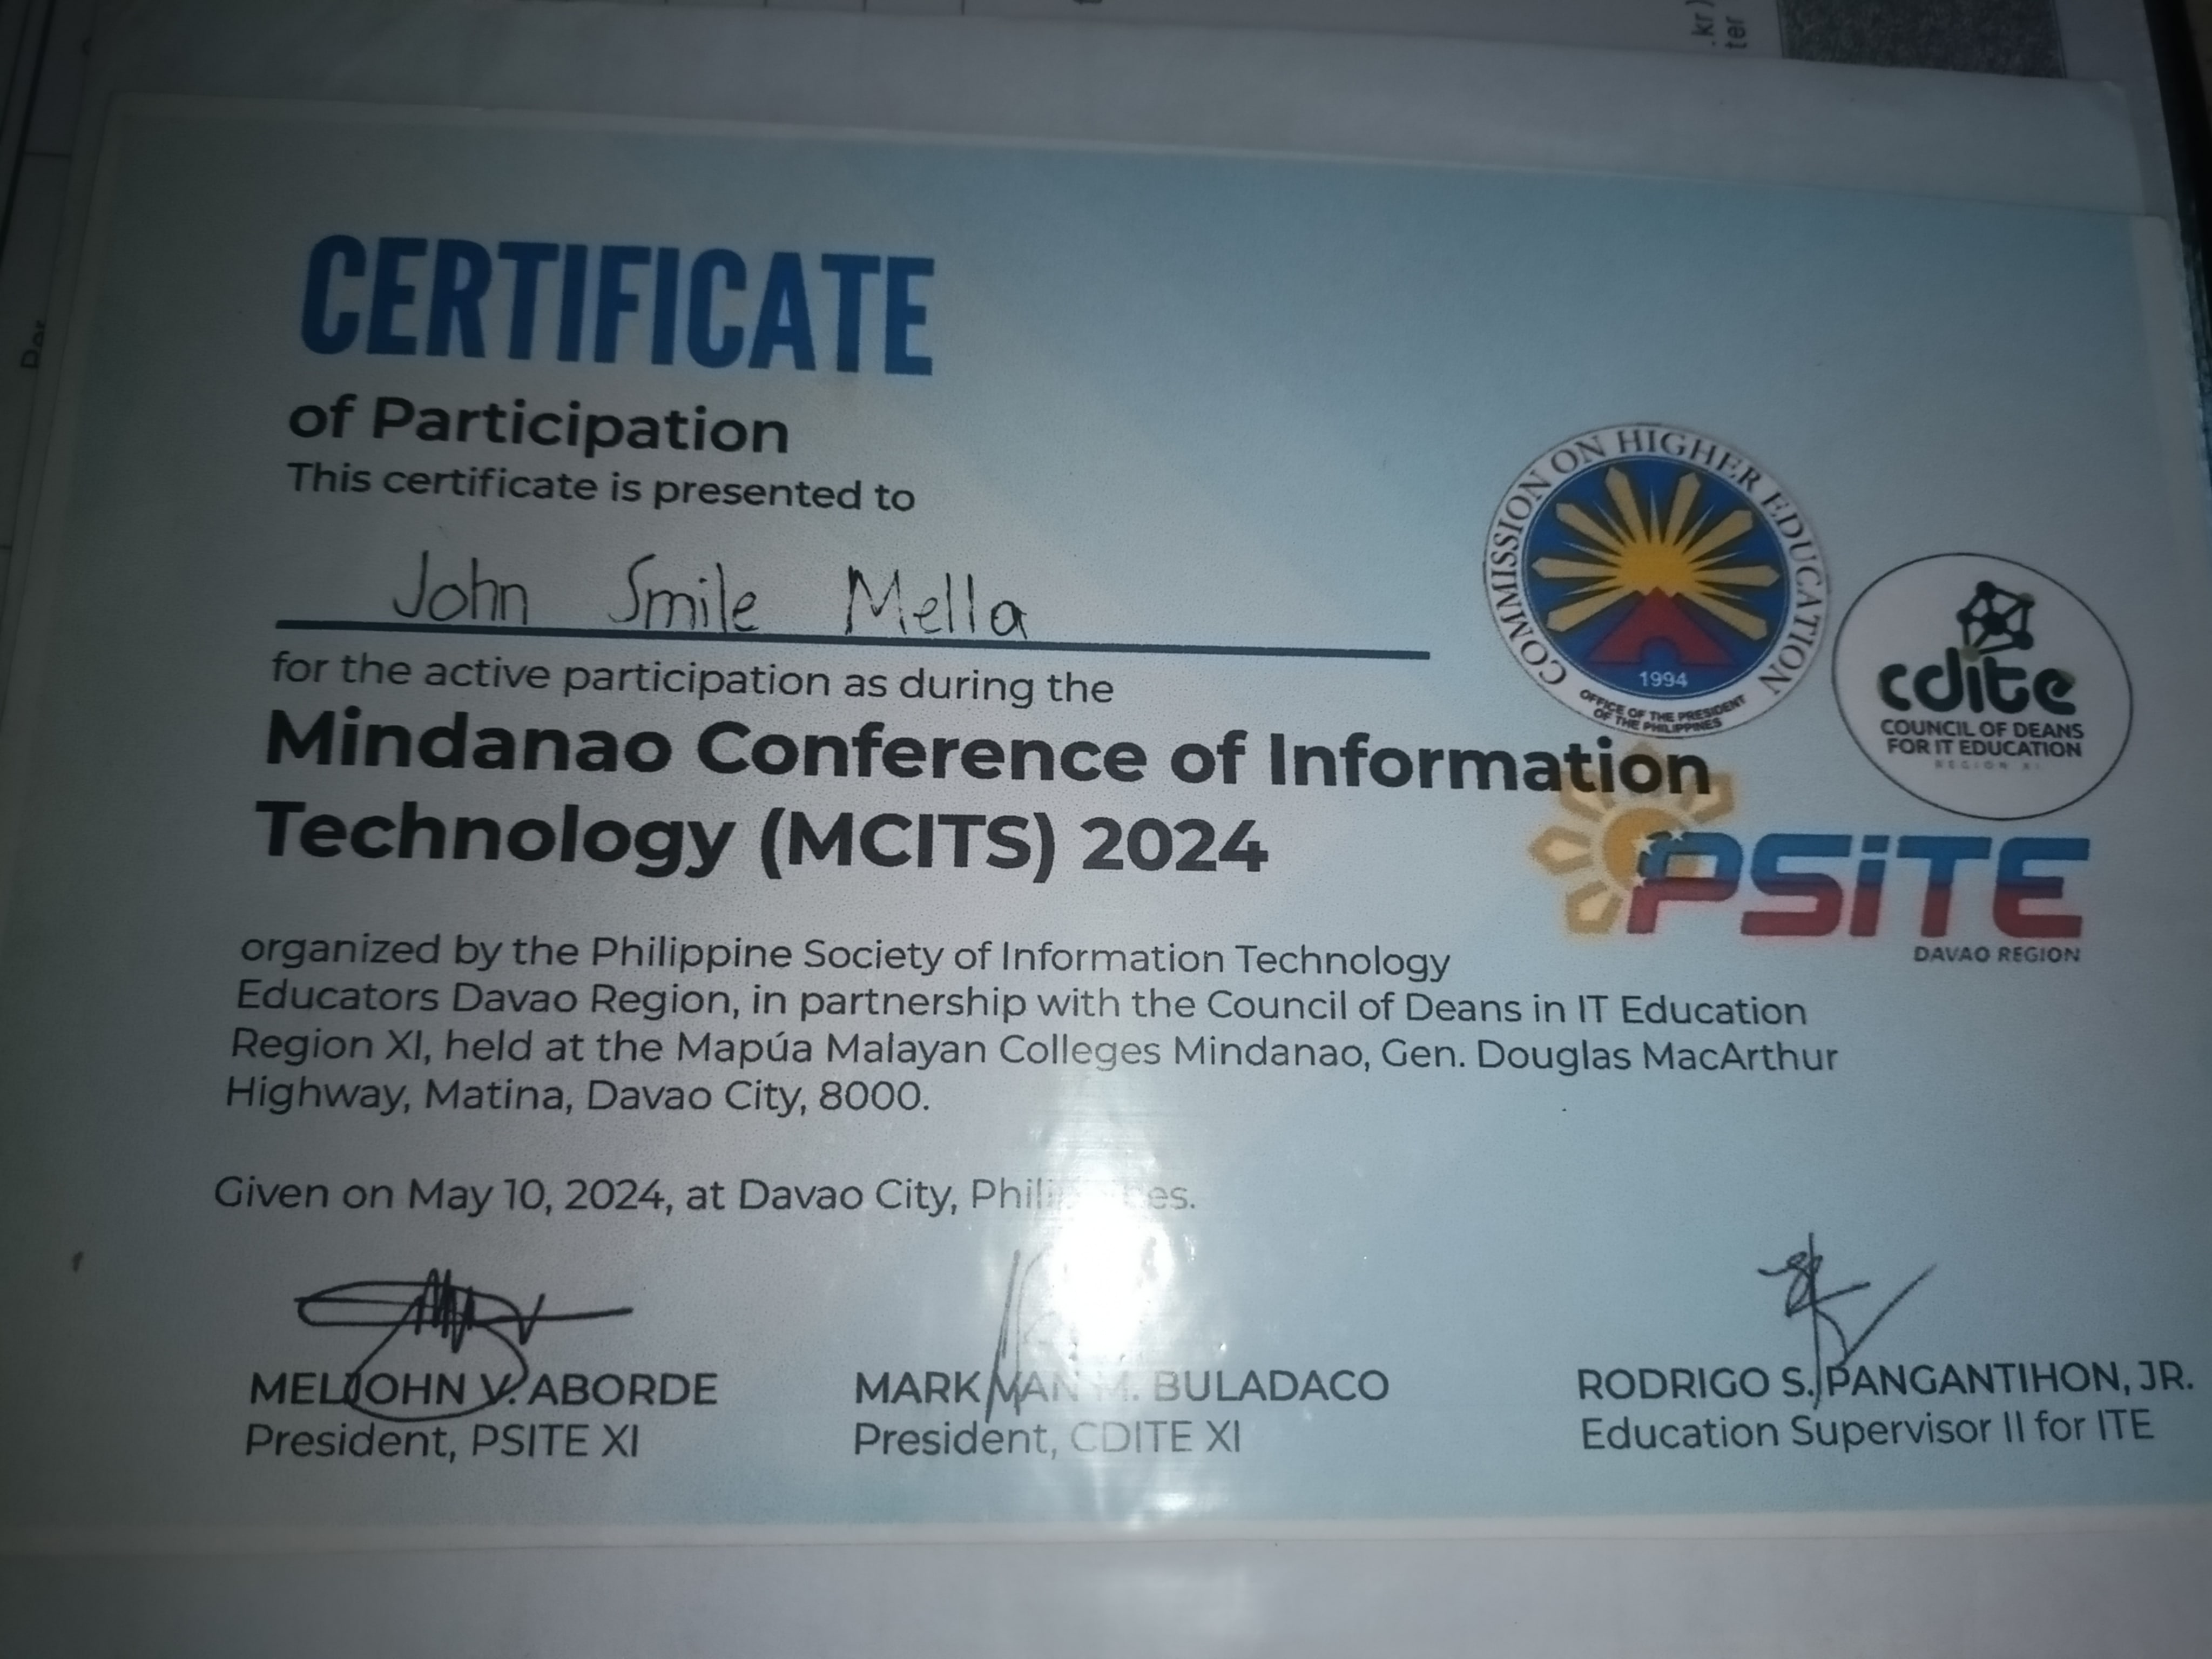 .kr)
ter
CERTIFICATE
of Participation
This certificate is presented to
John Smile Mella
for the active participation as during the
Mindanao Conference of Information
Technology (MCITS) 2024
organized by the Philippine Society of Information Technology
Educators Davao Region, in partnership with the Council of Deans in IT Education
Region XI, held at the Mapúa Malayan Colleges Mindanao, Gen. Douglas MacArthur
Highway, Matina, Davao City, 8000.
Given on May 10, 2024, at Davao City, Philippines.
MELJOHN V. ABORDE
President, PSITE XI
MARK M. BULADACO
President, CDITE XI
RODRIGO S. PANGANTIHON, JR.
Education Supervisor II for ITE
COMMISSION ON HIGHER EDUCATION
1994
OFFICE OF THE PRESIDENT
OF THE PHILIPPINES
cdite
COUNCIL OF DEANS
FOR IT EDUCATION
REGION XI
PSiTE
DAVAO REGION